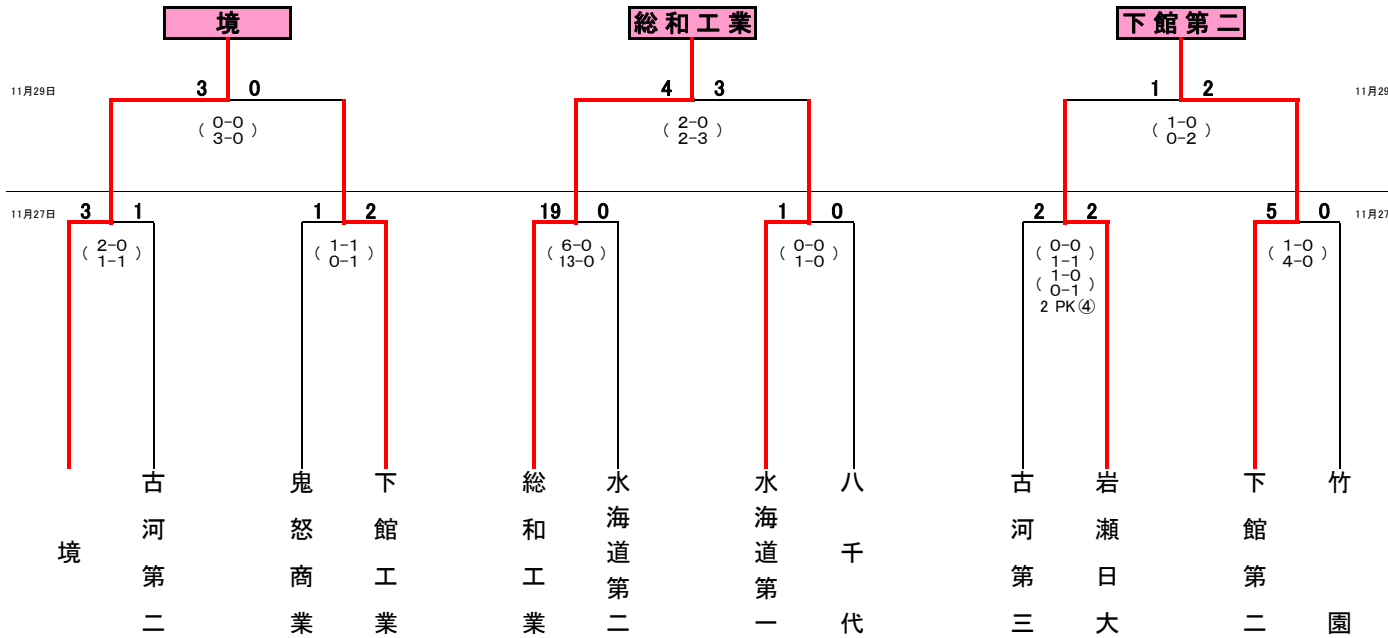 境 総和工業 下館第二
11月29日 3 0 4 3 1 2 11月29
( 0-0 ) ( 2-0 ) ( 1-0 )
3-0 2-3 0-2
11月27日 3 1 1 2 19 0 1 0 2 2 5 0 11月27
( 2-0 ) ( 1-1 ) ( 6-0 ) ( 0-0 ) ( 0-0 ) ( 1-0 )
1-1 0-1 13-0 1-0 1-1 4-0
( 1-0 )
0-1
2 PK④
境
古河第二
鬼怒商業
下館工業
総和工業
水海道第二
水海道第一
八千代
古河第三
岩瀬日大
下館第二
竹園